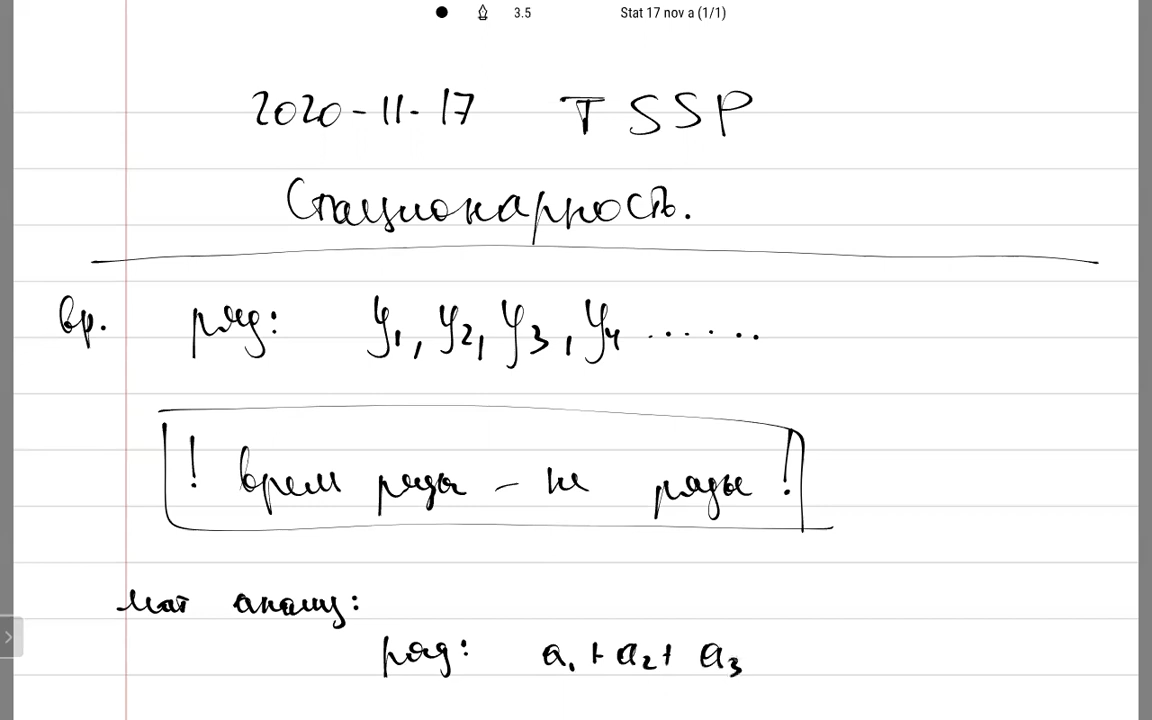 3.5 Stat 17 nov a (1/1)
2020-11-17 TSSP
Стационарность.
вр. ряд: y₁, y₂, y₃, y₄ ......
! врем ряды – не ряды !
мат анализ:
ряд: a₁ + a₂ + a₃